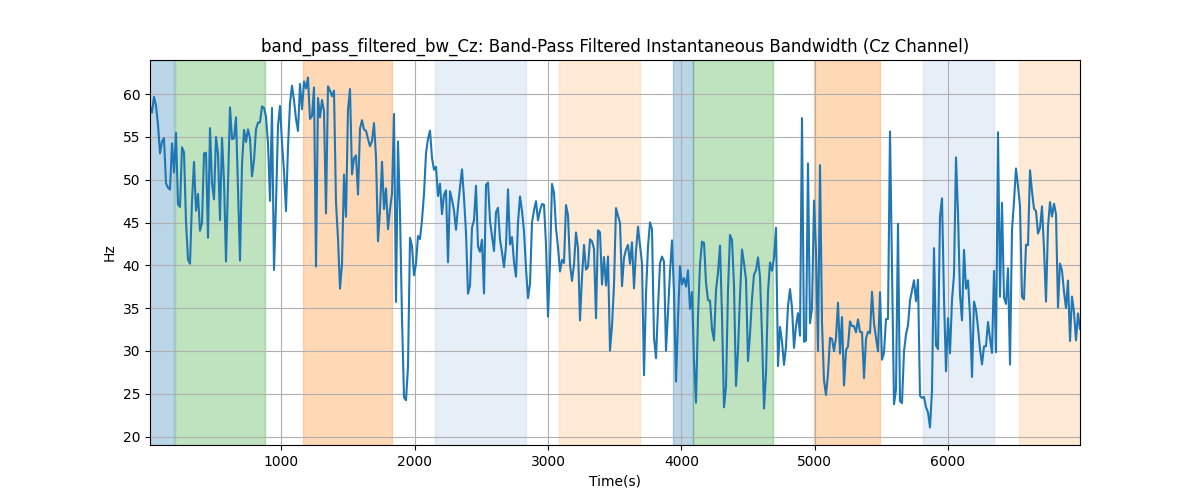 band_pass_filtered_bw_Cz: Band-Pass Filtered Instantaneous Bandwidth (Cz Channel)
Hz
60
55
50
45
40
35
30
25
20
1000 2000 3000 4000 5000 6000
Time(s)